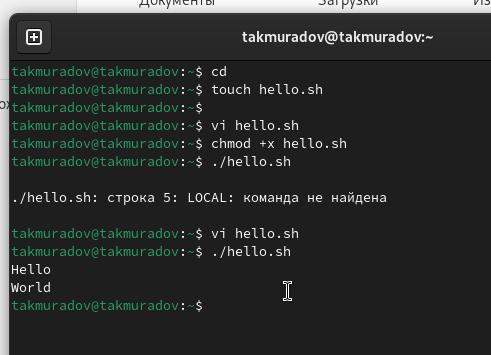 Документы Загрузки
takmuradov@takmuradov:~
takmuradov@takmuradov:~$ cd
takmuradov@takmuradov:~$ touch hello.sh
takmuradov@takmuradov:~$
takmuradov@takmuradov:~$ vi hello.sh
takmuradov@takmuradov:~$ chmod +x hello.sh
takmuradov@takmuradov:~$ ./hello.sh
./hello.sh: строка 5: LOCAL: команда не найдена
takmuradov@takmuradov:~$ vi hello.sh
takmuradov@takmuradov:~$ ./hello.sh
Hello
World
takmuradov@takmuradov:~$